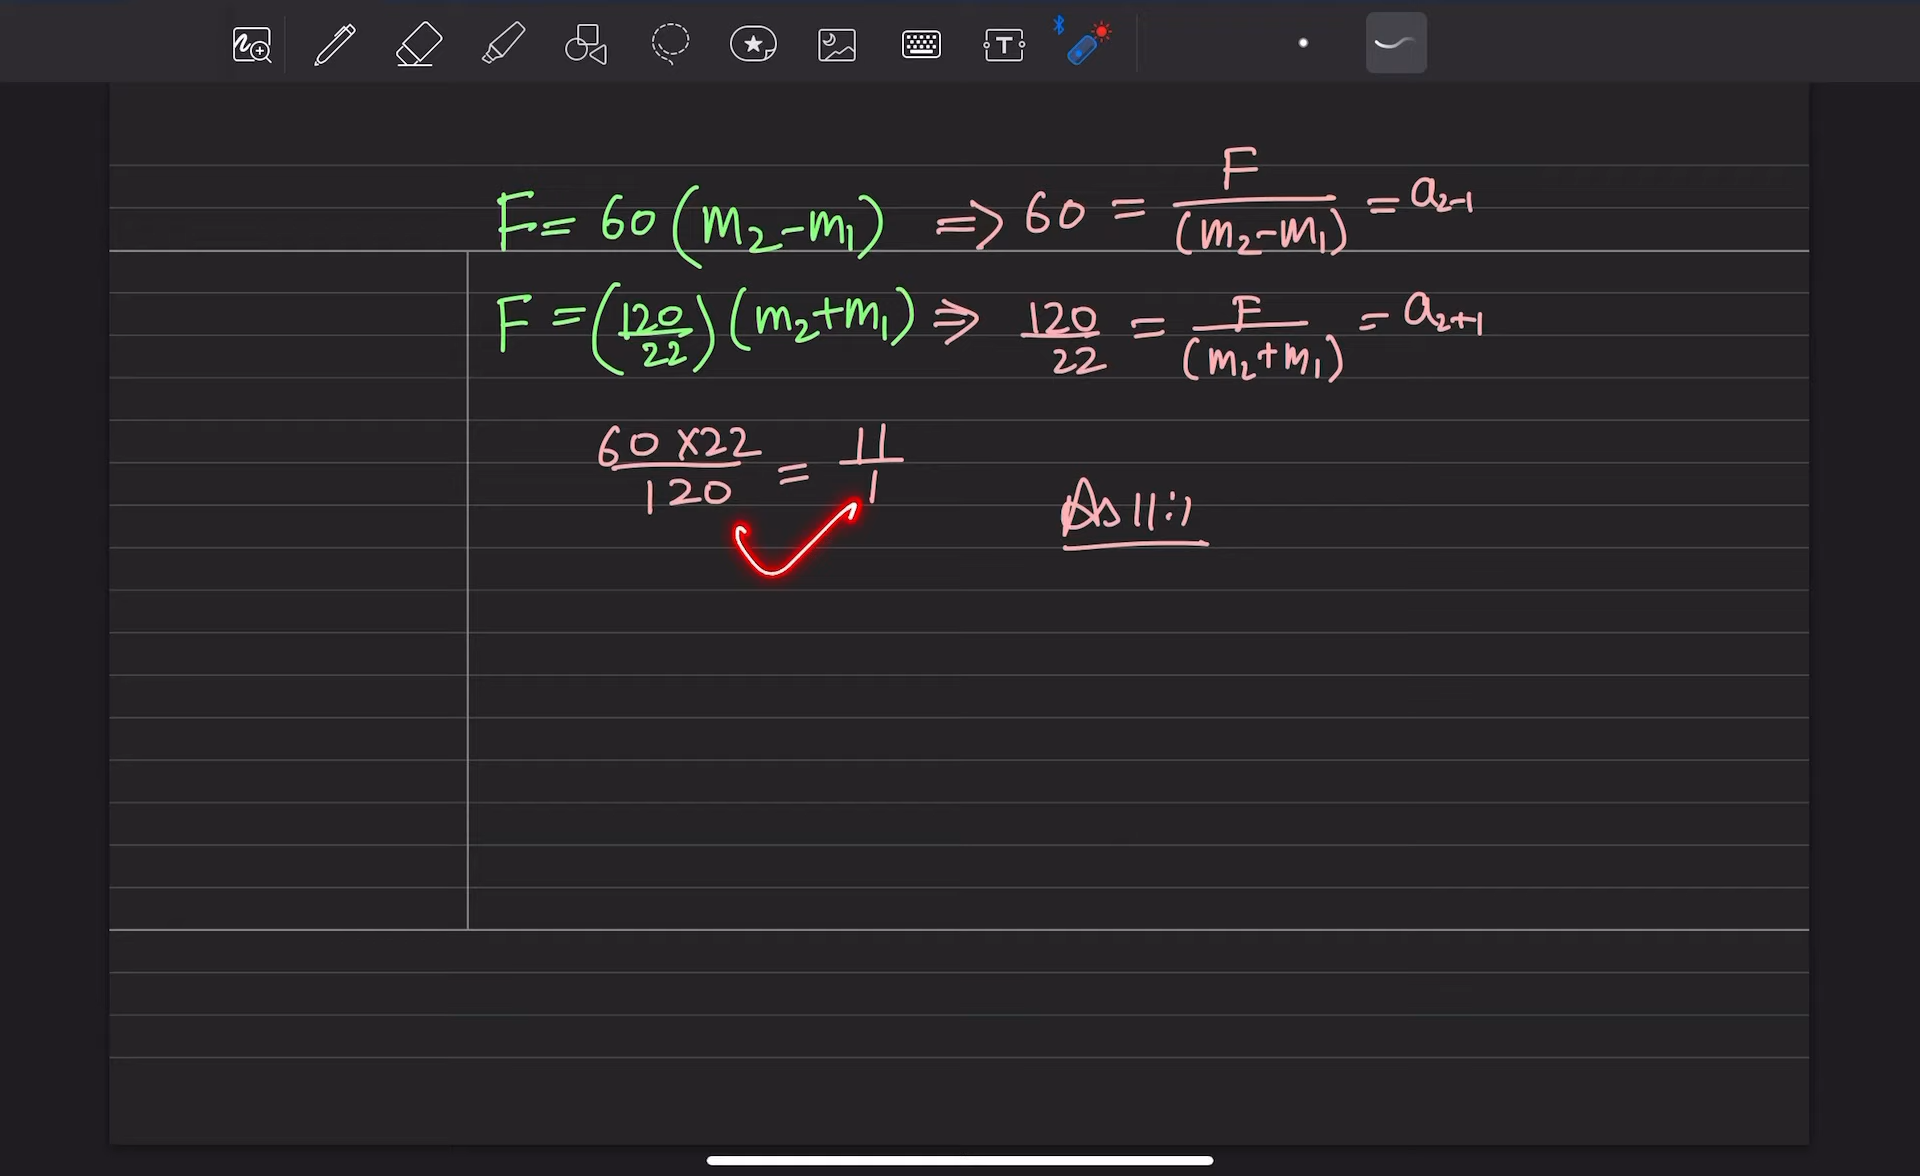 F = 60 (m₂-m₁) ⇒ 60 = F/(m₂-m₁) = a₂₋₁
F = (120/22) (m₂+m₁) ⇒ 120/22 = F/(m₂+m₁) = a₂₊₁
60 ×22/120 = 11/1
As 11:1